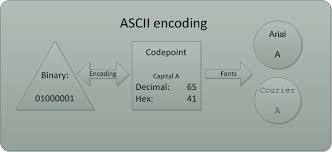 ASCII encoding
Binary:
01000001
Encoding
Codepoint
Capital A
Decimal: 65
Hex: 41
Fonts
Arial
A
Courier
A